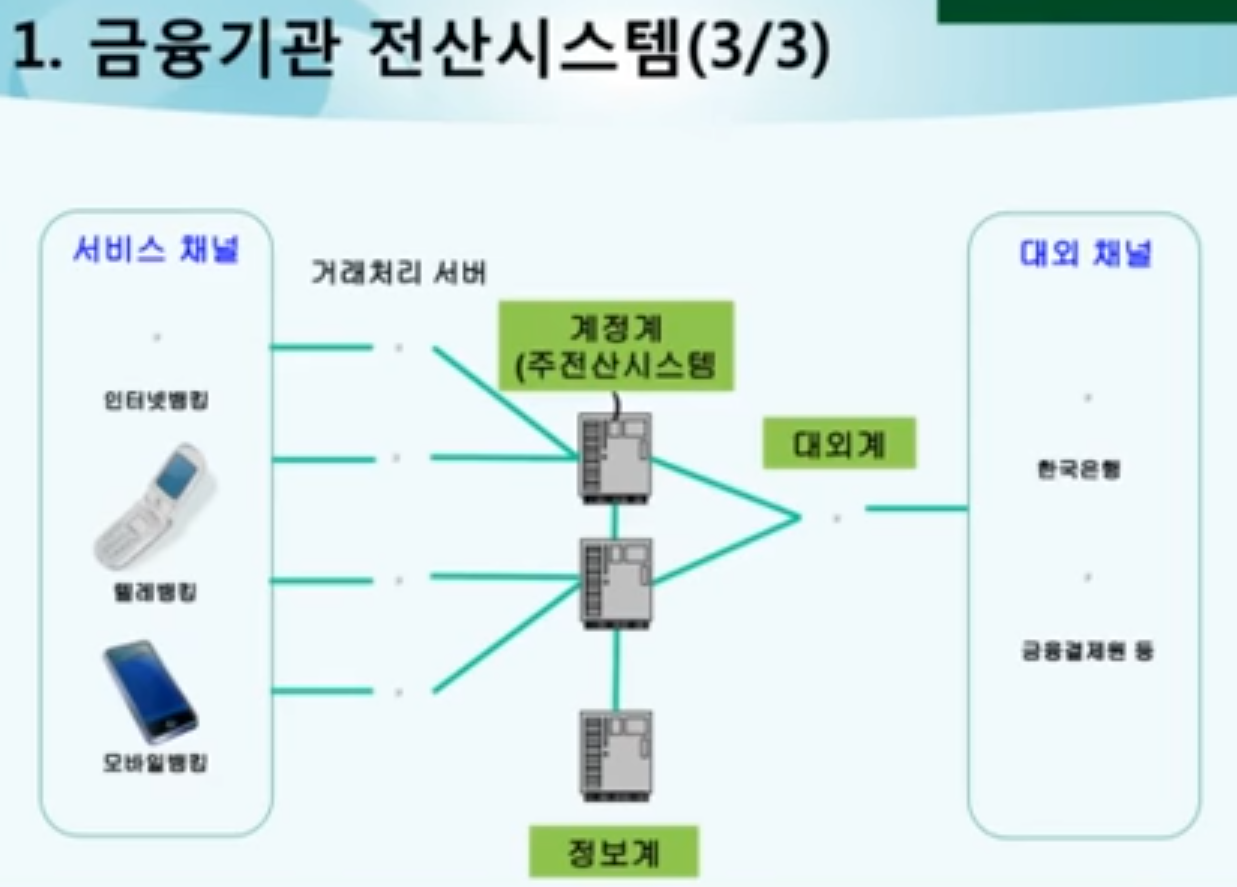 1. 금융기관 전산시스템(3/3)
서비스 채널
인터넷뱅킹
텔레뱅킹
모바일뱅킹
거래처리 서버
계정계
(주전산시스템
정보계
대외계
대외 채널
한국은행
금융결제원 등